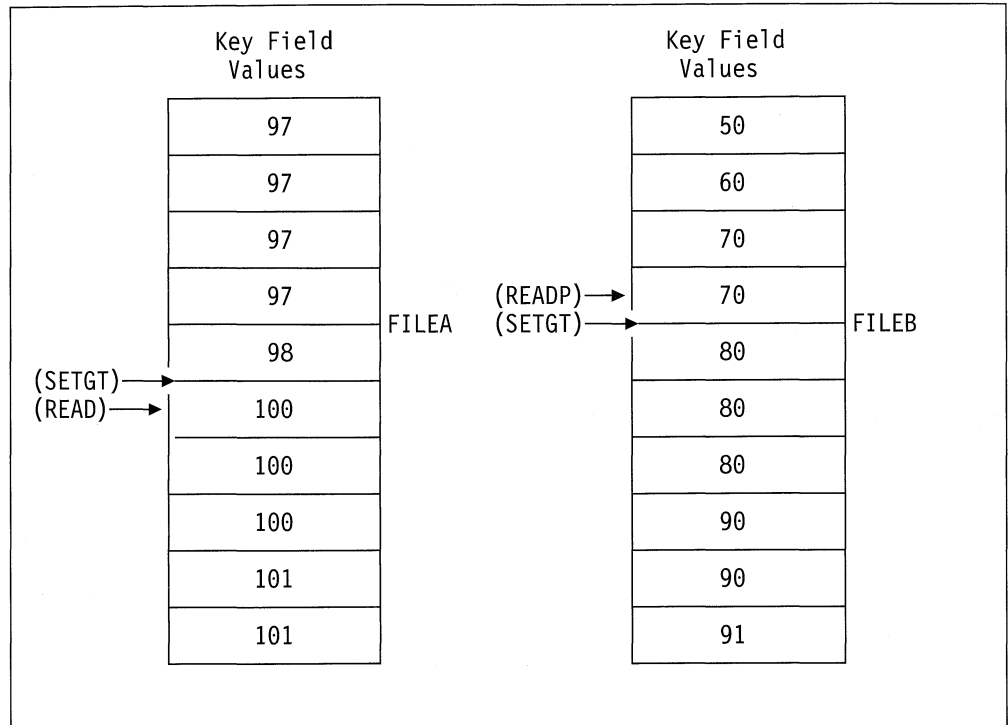 Key Field
Values
97
97
97
97
98
100
100
100
101
101
FILEA
(SETGT)
(READ)
Key Field
Values
50
60
70
70
80
80
80
90
90
91
(READP)
(SETGT)
FILEB